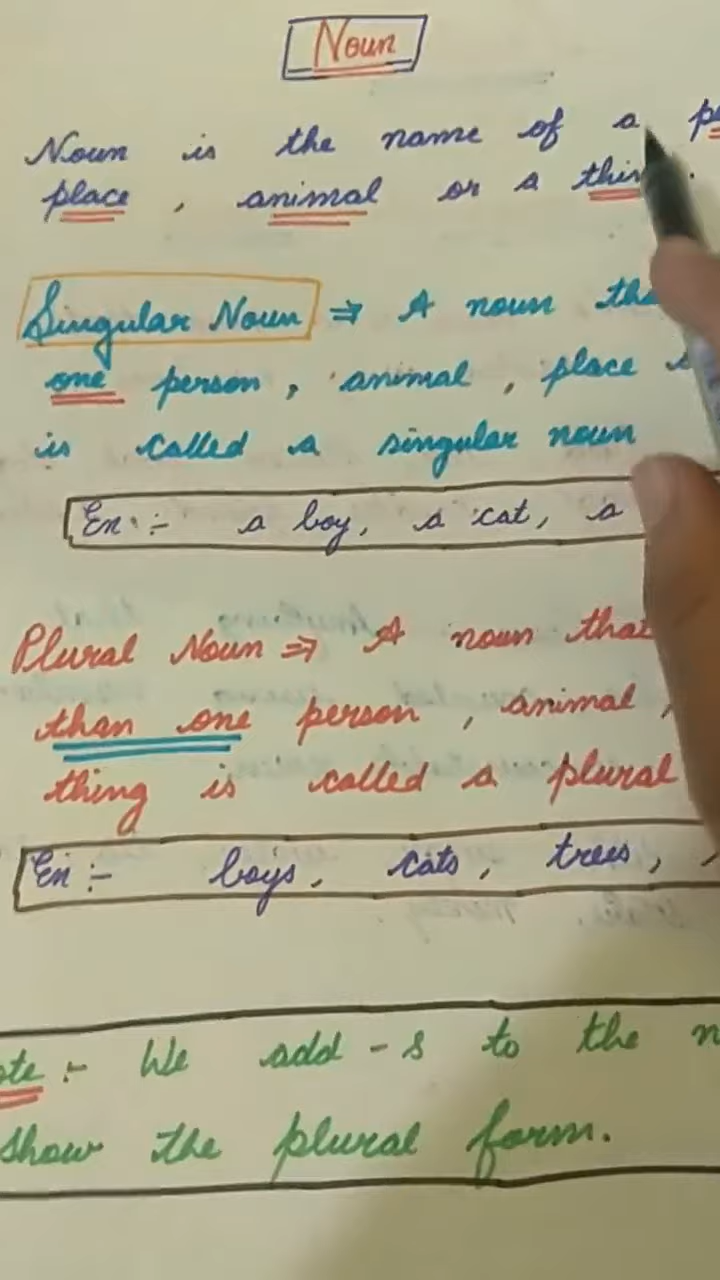 Noun
Noun is the name of a
place, animal or a
Singular Noun ⇒ A noun
one person, animal, place
is called a singular noun
Ex :- a boy, a cat, a
Plural Noun ⇒ A noun that
than one person, animal,
thing is called a plural
Ex :- boys, cats, trees,
:- We add -s to the
show the plural form.